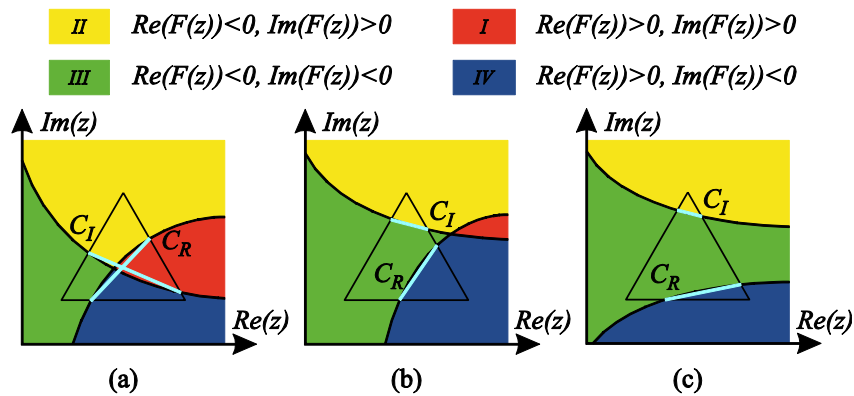 II Re(F(z))<0, Im(F(z))>0 I Re(F(z))>0, Im(F(z))>0
III Re(F(z))<0, Im(F(z))<0 IV Re(F(z))>0, Im(F(z))<0
Im(z) Im(z) Im(z)
C_I C_R C_I C_I
C_R C_R
Re(z) Re(z) Re(z)
(a) (b) (c)